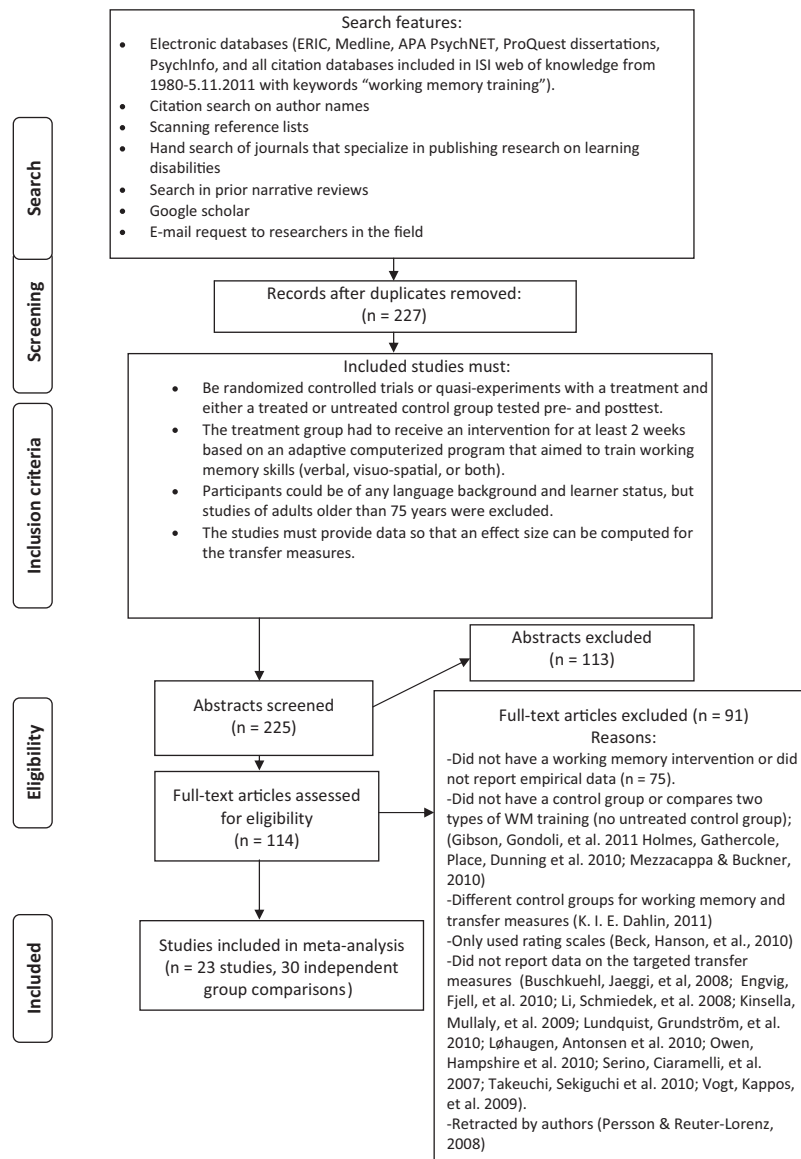 Search features:
• Electronic databases (ERIC, Medline, APA PsychNET, ProQuest dissertations,
PsychInfo, and all citation databases included in ISI web of knowledge from
1980-5.11.2011 with keywords “working memory training”).
• Citation search on author names
• Scanning reference lists
• Hand search of journals that specialize in publishing research on learning
disabilities
• Search in prior narrative reviews
• Google scholar
• E-mail request to researchers in the field
Search
Screening
Records after duplicates removed:
(n = 227)
Included studies must:
• Be randomized controlled trials or quasi-experiments with a treatment and
either a treated or untreated control group tested pre- and posttest.
• The treatment group had to receive an intervention for at least 2 weeks
based on an adaptive computerized program that aimed to train working
memory skills (verbal, visuo-spatial, or both).
• Participants could be of any language background and learner status, but
studies of adults older than 75 years were excluded.
• The studies must provide data so that an effect size can be computed for
the transfer measures.
Inclusion criteria
Abstracts excluded
(n = 113)
Abstracts screened
(n = 225)
Eligibility
Full-text articles assessed
for eligibility
(n = 114)
Full-text articles excluded (n = 91)
Reasons:
-Did not have a working memory intervention or did
not report empirical data (n = 75).
-Did not have a control group or compares two
types of WM training (no untreated control group);
(Gibson, Gondoli, et al. 2011 Holmes, Gathercole,
Place, Dunning et al. 2010; Mezzacappa & Buckner,
2010)
-Different control groups for working memory and
transfer measures (K. I. E. Dahlin, 2011)
-Only used rating scales (Beck, Hanson, et al., 2010)
-Did not report data on the targeted transfer
measures (Buschkuehl, Jaeggi, et al, 2008; Engvig,
Fjell, et al. 2010; Li, Schmiedek, et al. 2008; Kinsella,
Mullaly, et al. 2009; Lundquist, Grundström, et al.
2010; Løhaugen, Antonsen et al. 2010; Owen,
Hampshire et al. 2010; Serino, Ciaramelli, et al.
2007; Takeuchi, Sekiguchi et al. 2010; Vogt, Kappos,
et al. 2009).
-Retracted by authors (Persson & Reuter-Lorenz,
2008)
Included
Studies included in meta-analysis
(n = 23 studies, 30 independent
group comparisons)